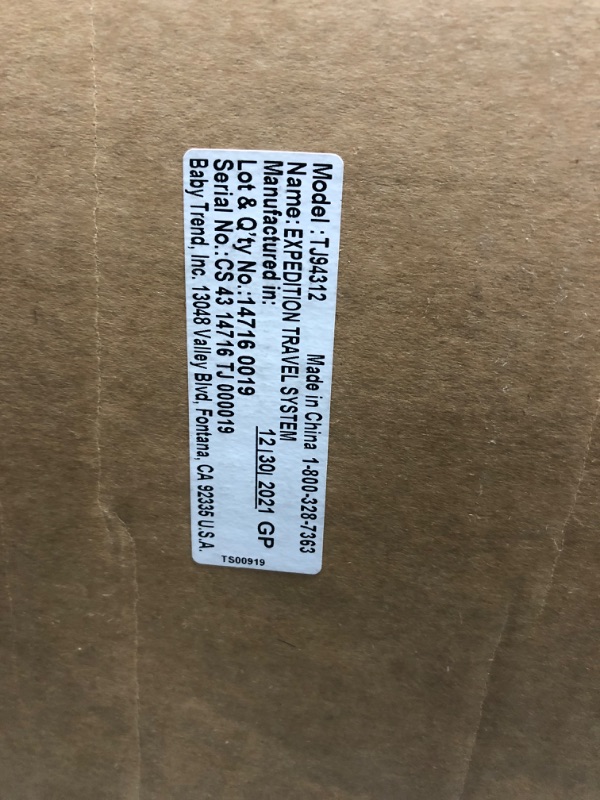 Model :TJ94312 Made in China 1-800-328-7363
Name: EXPEDITION TRAVEL SYSTEM
Manufactured in: 12|30| 2021 GP
Lot & Q'ty No.:14716 0019
Serial No.:CS 43 14716 TJ 000019
Baby Trend, Inc. 13048 Valley Blvd, Fontana, CA 92335 U.S.A.
TS00919